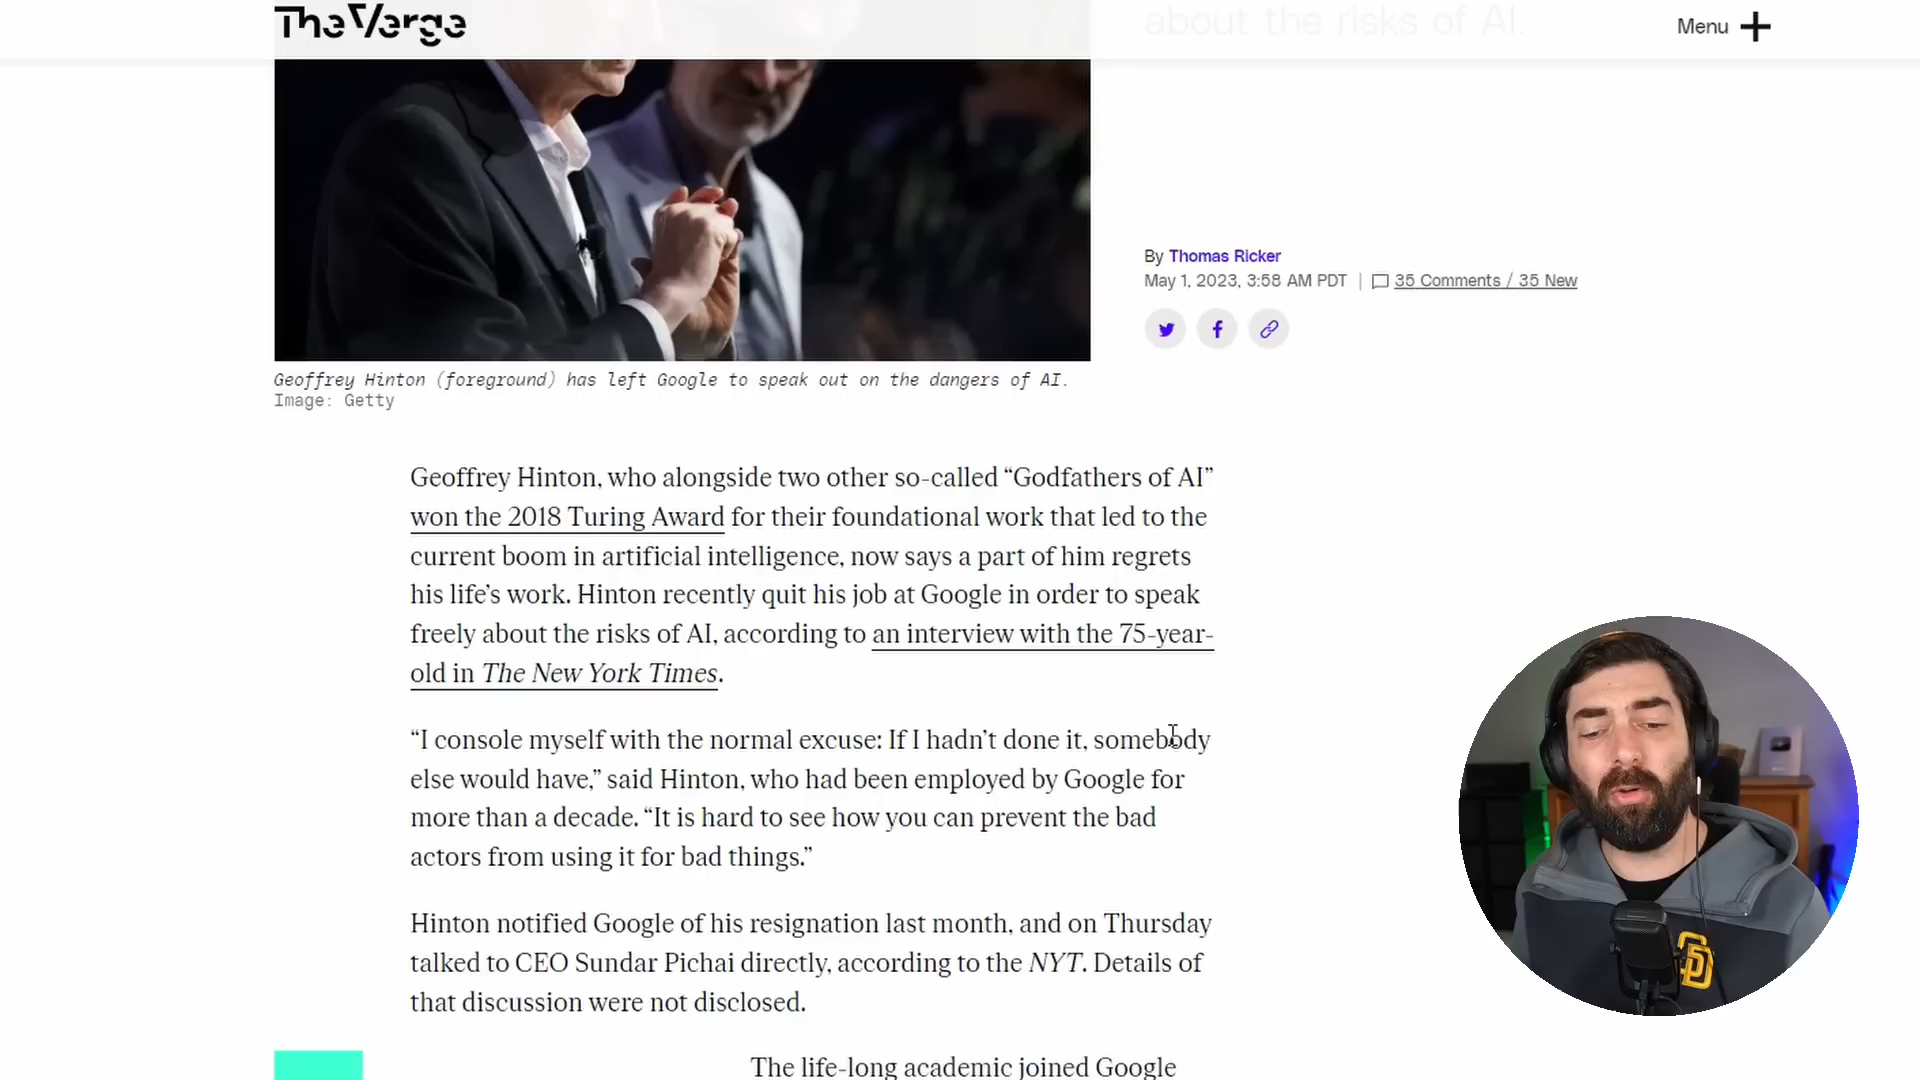 The Verge
about the risks of AI.
Menu
By Thomas Ricker
May 1, 2023, 3:58 AM PDT | 35 Comments / 35 New
Geoffrey Hinton (foreground) has left Google to speak out on the dangers of AI.
Image: Getty
Geoffrey Hinton, who alongside two other so-called “Godfathers of AI”
won the 2018 Turing Award for their foundational work that led to the
current boom in artificial intelligence, now says a part of him regrets
his life’s work. Hinton recently quit his job at Google in order to speak
freely about the risks of AI, according to an interview with the 75-year-
old in The New York Times.
“I console myself with the normal excuse: If I hadn’t done it, somebody
else would have,” said Hinton, who had been employed by Google for
more than a decade. “It is hard to see how you can prevent the bad
actors from using it for bad things.”
Hinton notified Google of his resignation last month, and on Thursday
talked to CEO Sundar Pichai directly, according to the NYT. Details of
that discussion were not disclosed.
The life-long academic joined Google
SD